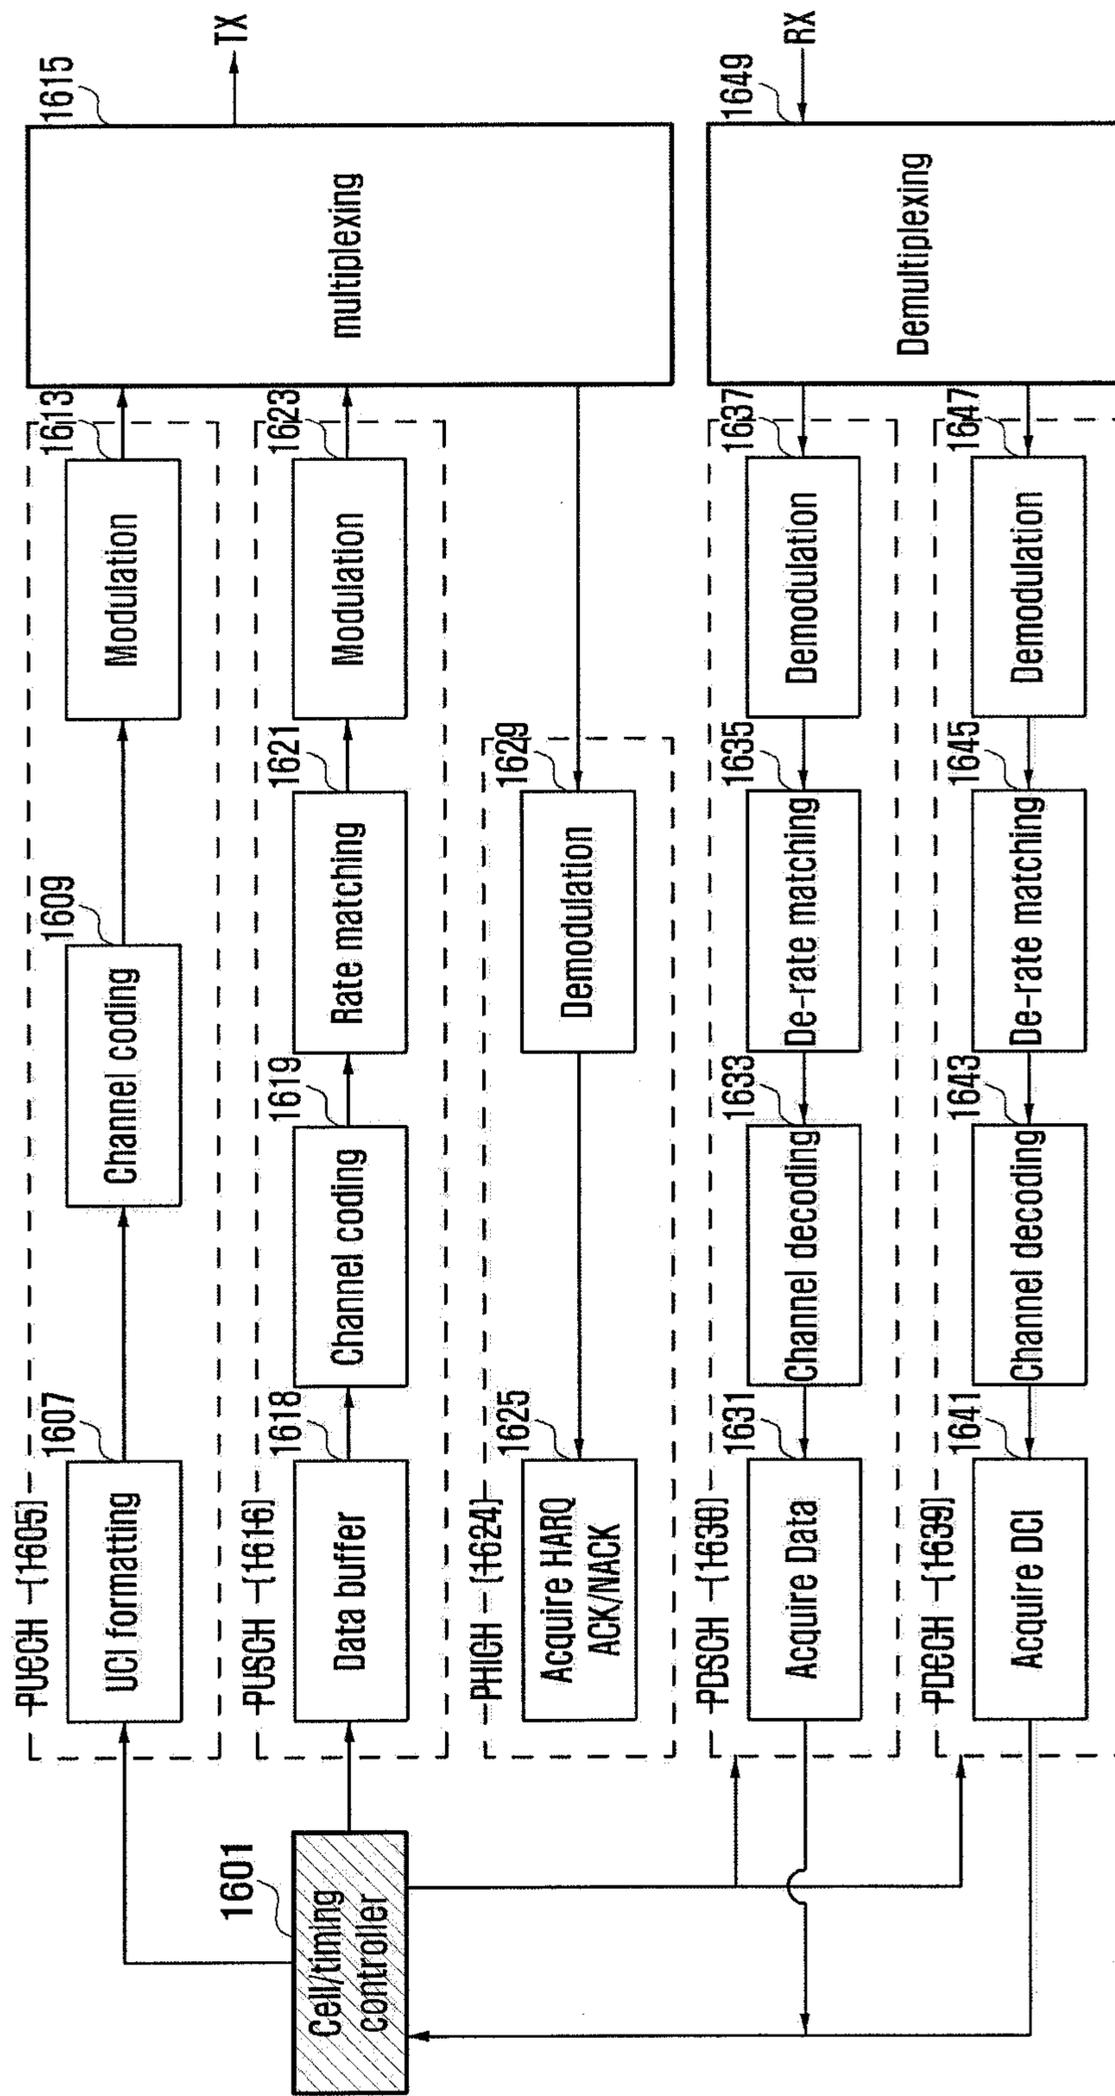 1601
Cell/timing
controller
PUCCH
(1605)
1607
UCI formatting
1609
Channel coding
1613
Modulation
PUSCH
(1616)
1618
Data buffer
1619
Channel coding
1621
Rate matching
1623
Modulation
1615
multiplexing
TX
PHICH
(1624)
1625
Acquire HARQ
ACK/NACK
1629
Demodulation
PDSCH
(1630)
1631
Acquire Data
1633
Channel decoding
1635
De-rate matching
1637
Demodulation
1649
Demultiplexing
RX
PDCCH
(1639)
1641
Acquire DCI
1643
Channel decoding
1645
De-rate matching
1647
Demodulation